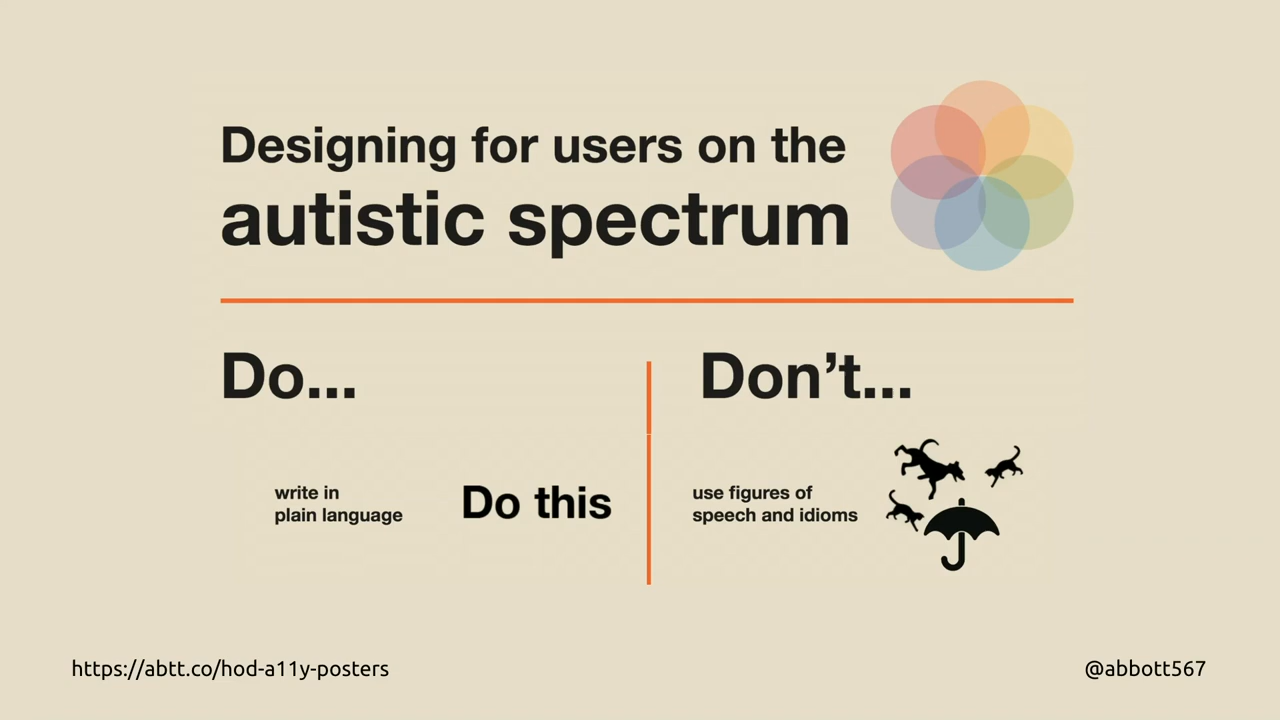 Designing for users on the
autistic spectrum
Do...
write in
plain language
Do this
Don’t...
use figures of
speech and idioms
https://abtt.co/hod-a11y-posters
@abbott567